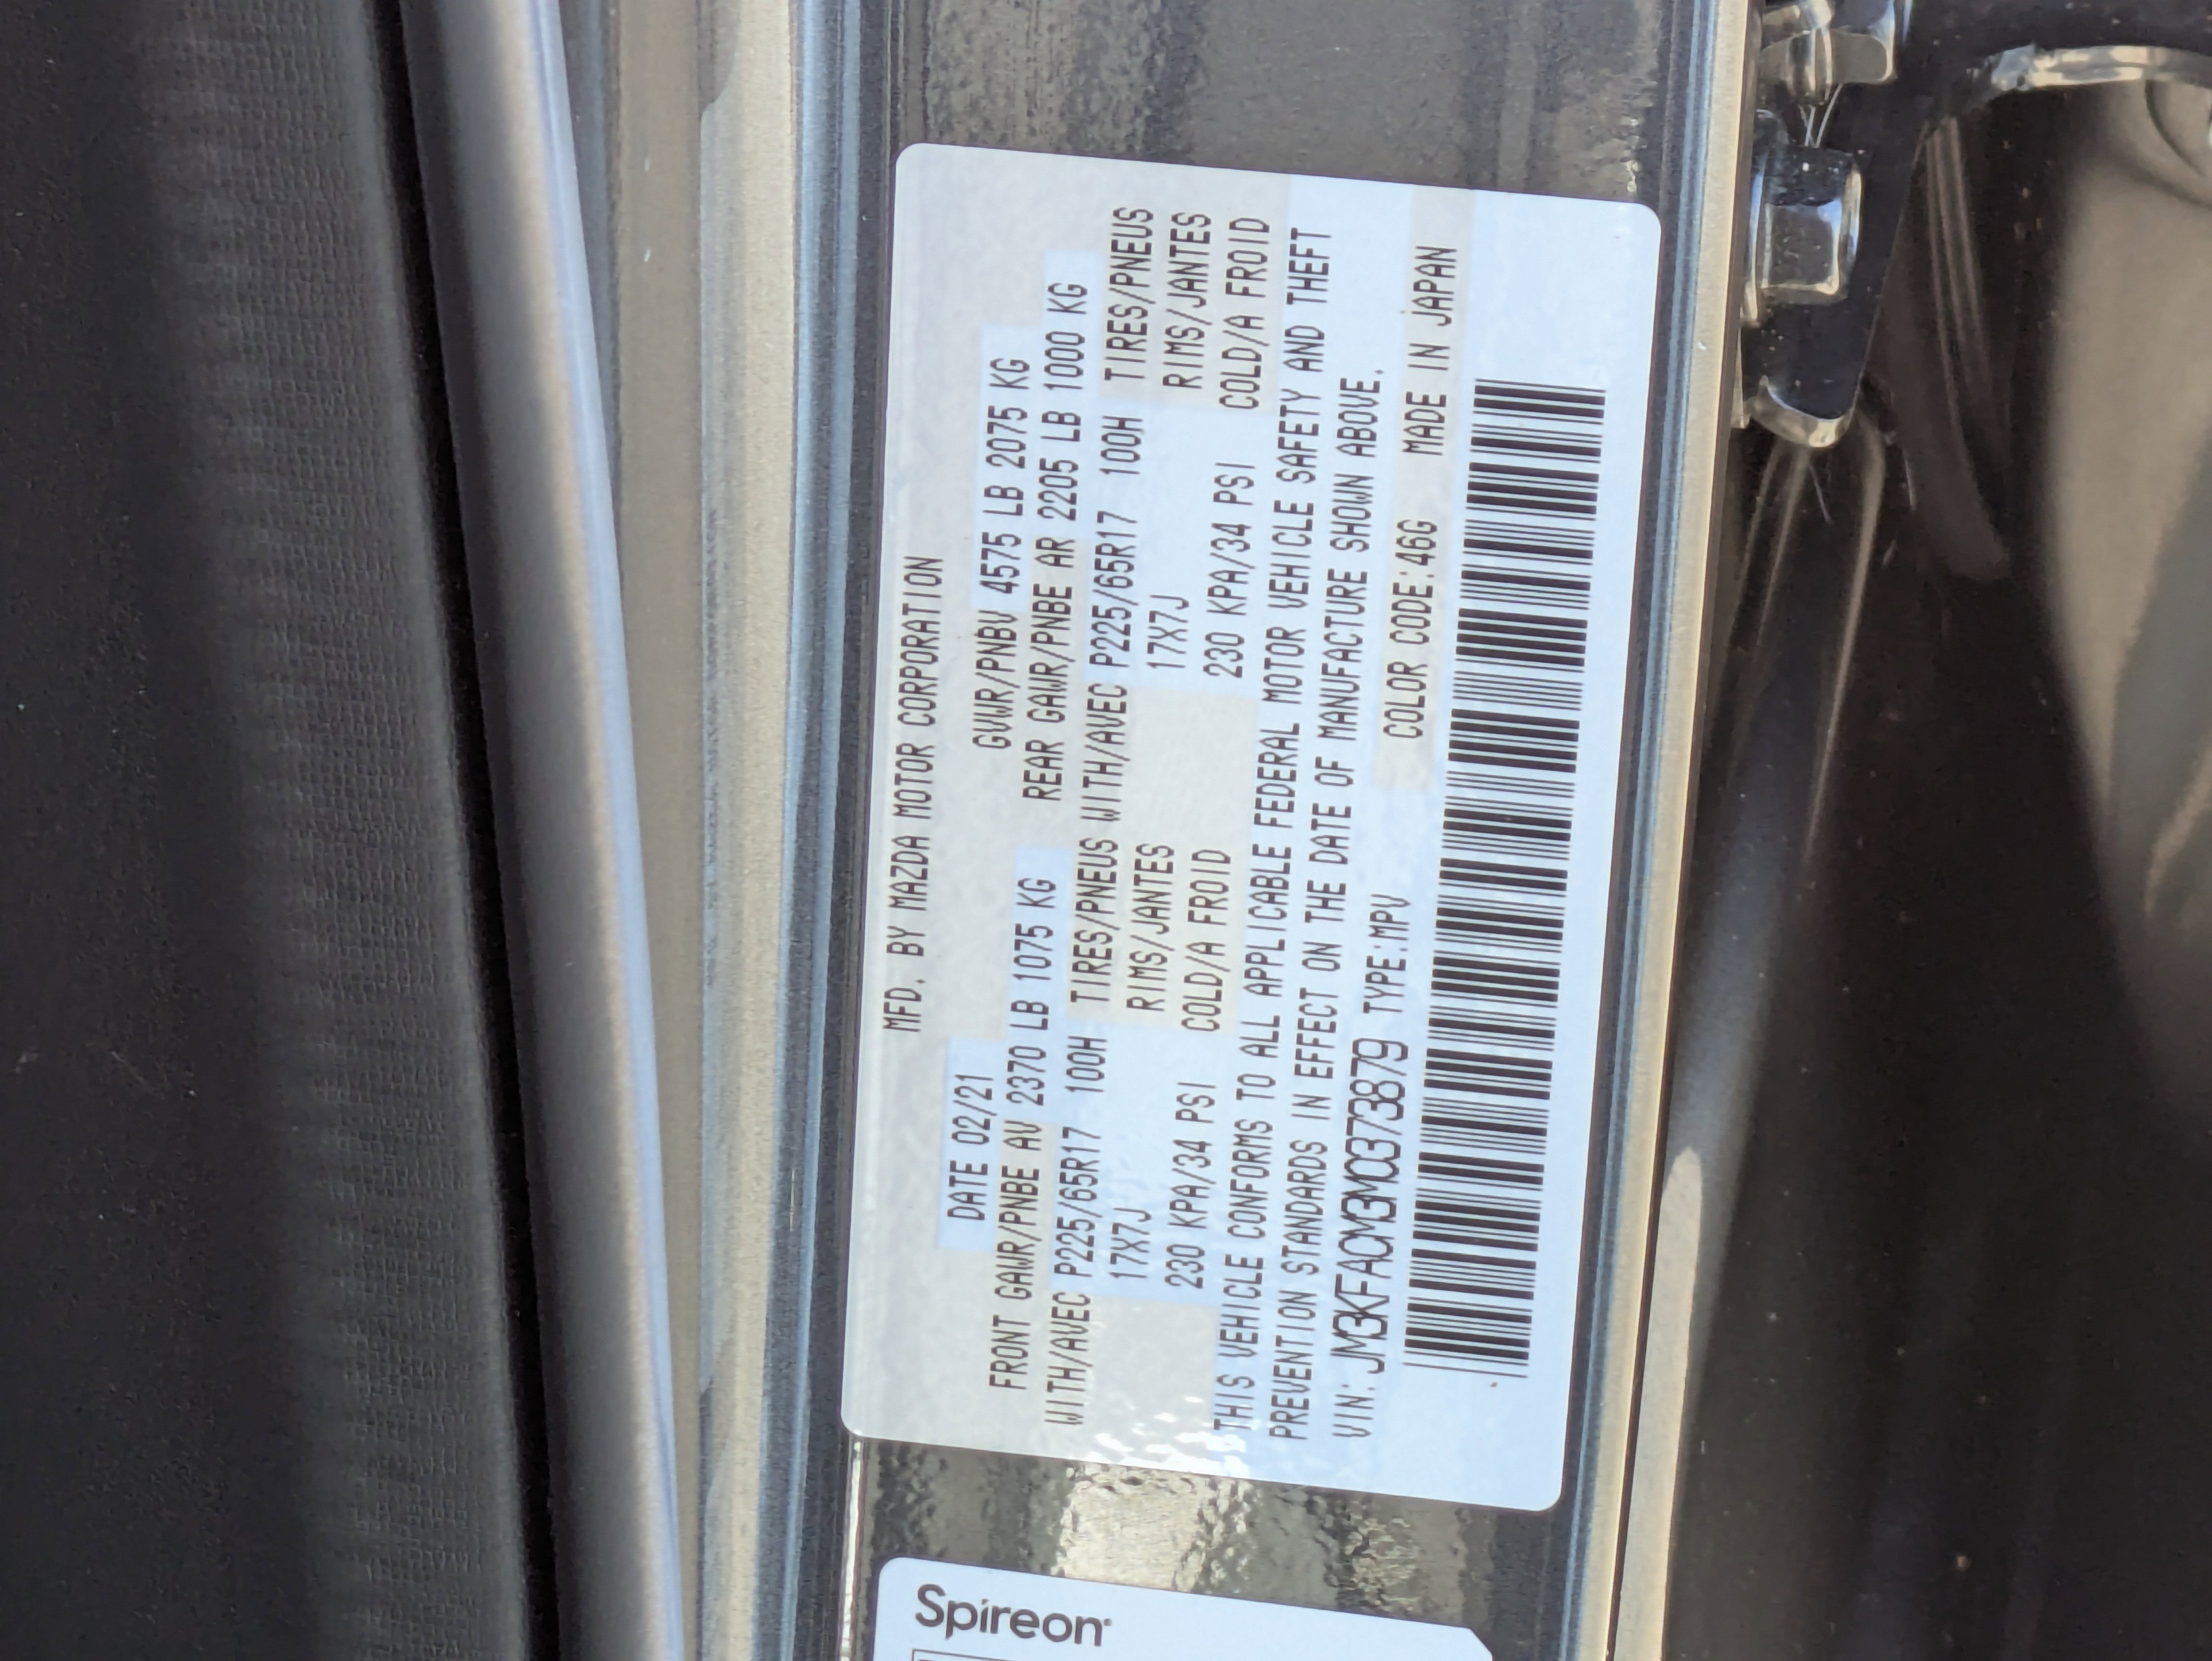 MFD. BY MAZDA MOTOR CORPORATION
DATE 02/21 GVWR/PNBV 4575 LB 2075 KG
FRONT GAWR/PNBE AV 2370 LB 1075 KG REAR GAWR/PNBE AR 2205 LB 1000 KG
WITH/AVEC P225/65R17 100H TIRES/PNEUS WITH/AVEC P225/65R17 100H TIRES/PNEUS
17X7J RIMS/JANTES 17X7J RIMS/JANTES
230 KPA/34 PSI COLD/A FROID 230 KPA/34 PSI COLD/A FROID
THIS VEHICLE CONFORMS TO ALL APPLICABLE FEDERAL MOTOR VEHICLE SAFETY AND THEFT
PREVENTION STANDARDS IN EFFECT ON THE DATE OF MANUFACTURE SHOWN ABOVE.
VIN: JM3KFACM3M0373879 TYPE:MPV COLOR CODE:46G MADE IN JAPAN
Spireon